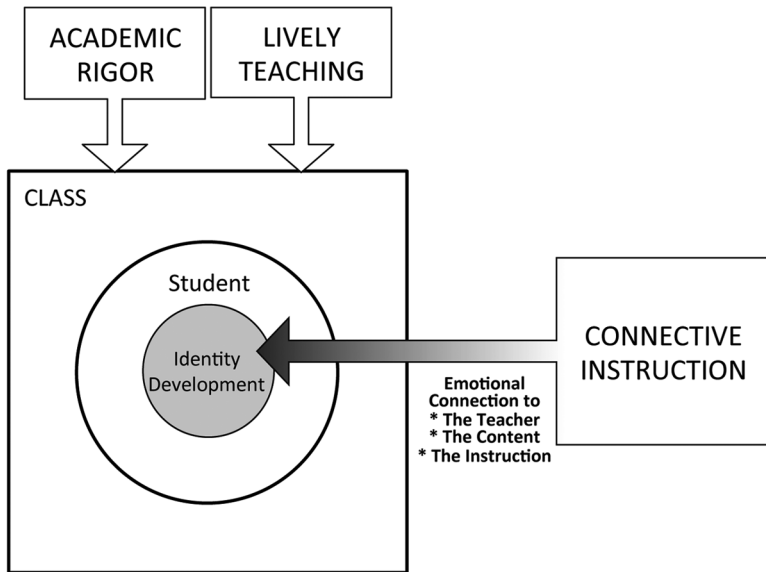 ACADEMIC
RIGOR
LIVELY
TEACHING
CLASS
Student
Identity
Development
Emotional
Connection to
* The Teacher
* The Content
* The Instruction
CONNECTIVE
INSTRUCTION